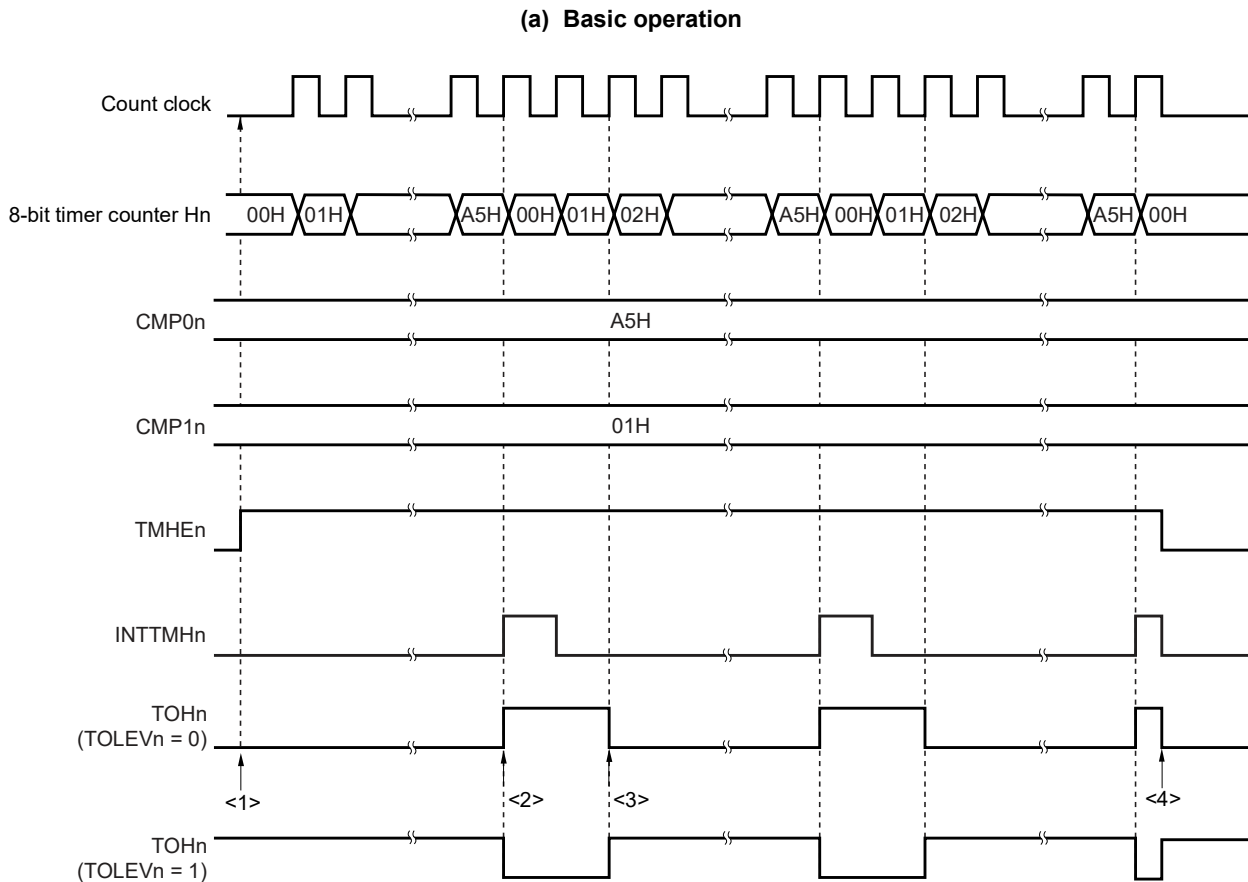 (a) Basic operation
Count clock
8-bit timer counter Hn
00H 01H A5H 00H 01H 02H A5H 00H 01H 02H A5H 00H
CMP0n
A5H
CMP1n
01H
TMHEn
INTTMHn
TOHn
(TOLEVn = 0)
<1> <2> <3> <4>
TOHn
(TOLEVn = 1)